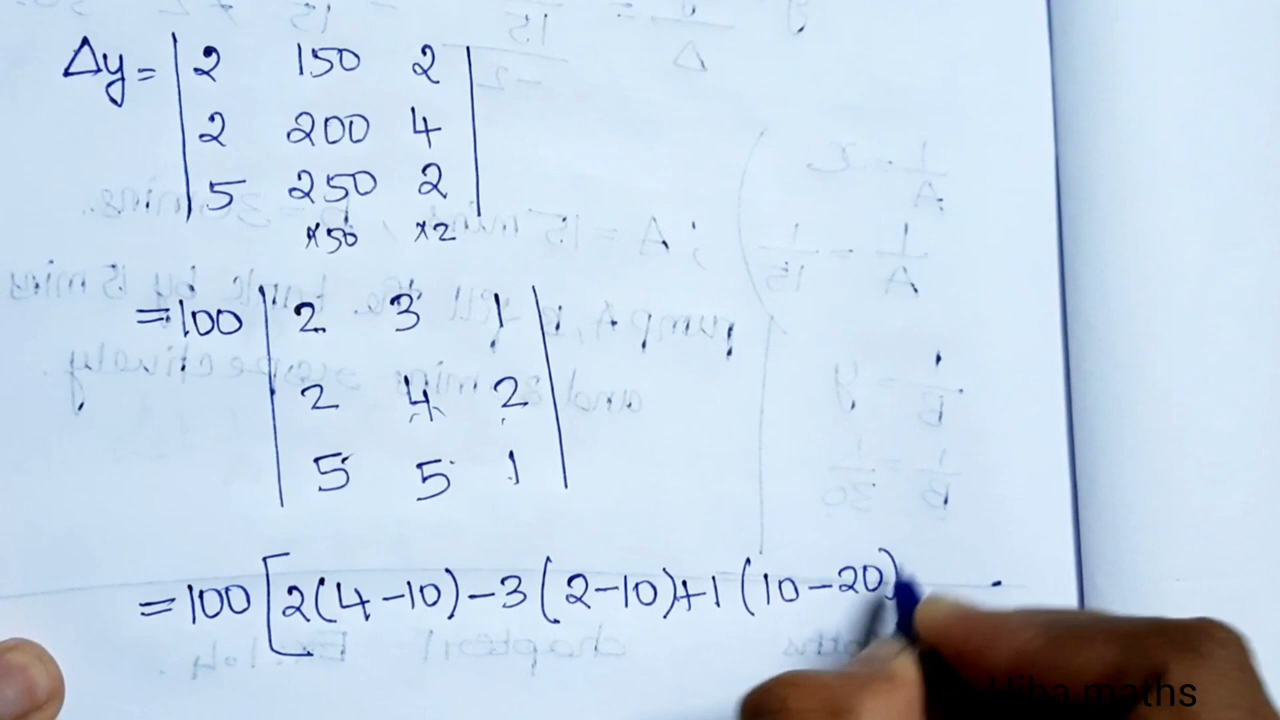 Δy = | 2 150 2 |
| 2 200 4 |
| 5 250 2 |
×50 ×2
= 100 | 2 3 1 |
| 2 4 2 |
| 5 5 1 |
= 100 [ 2(4-10) - 3(2-10) + 1(10-20)
maths